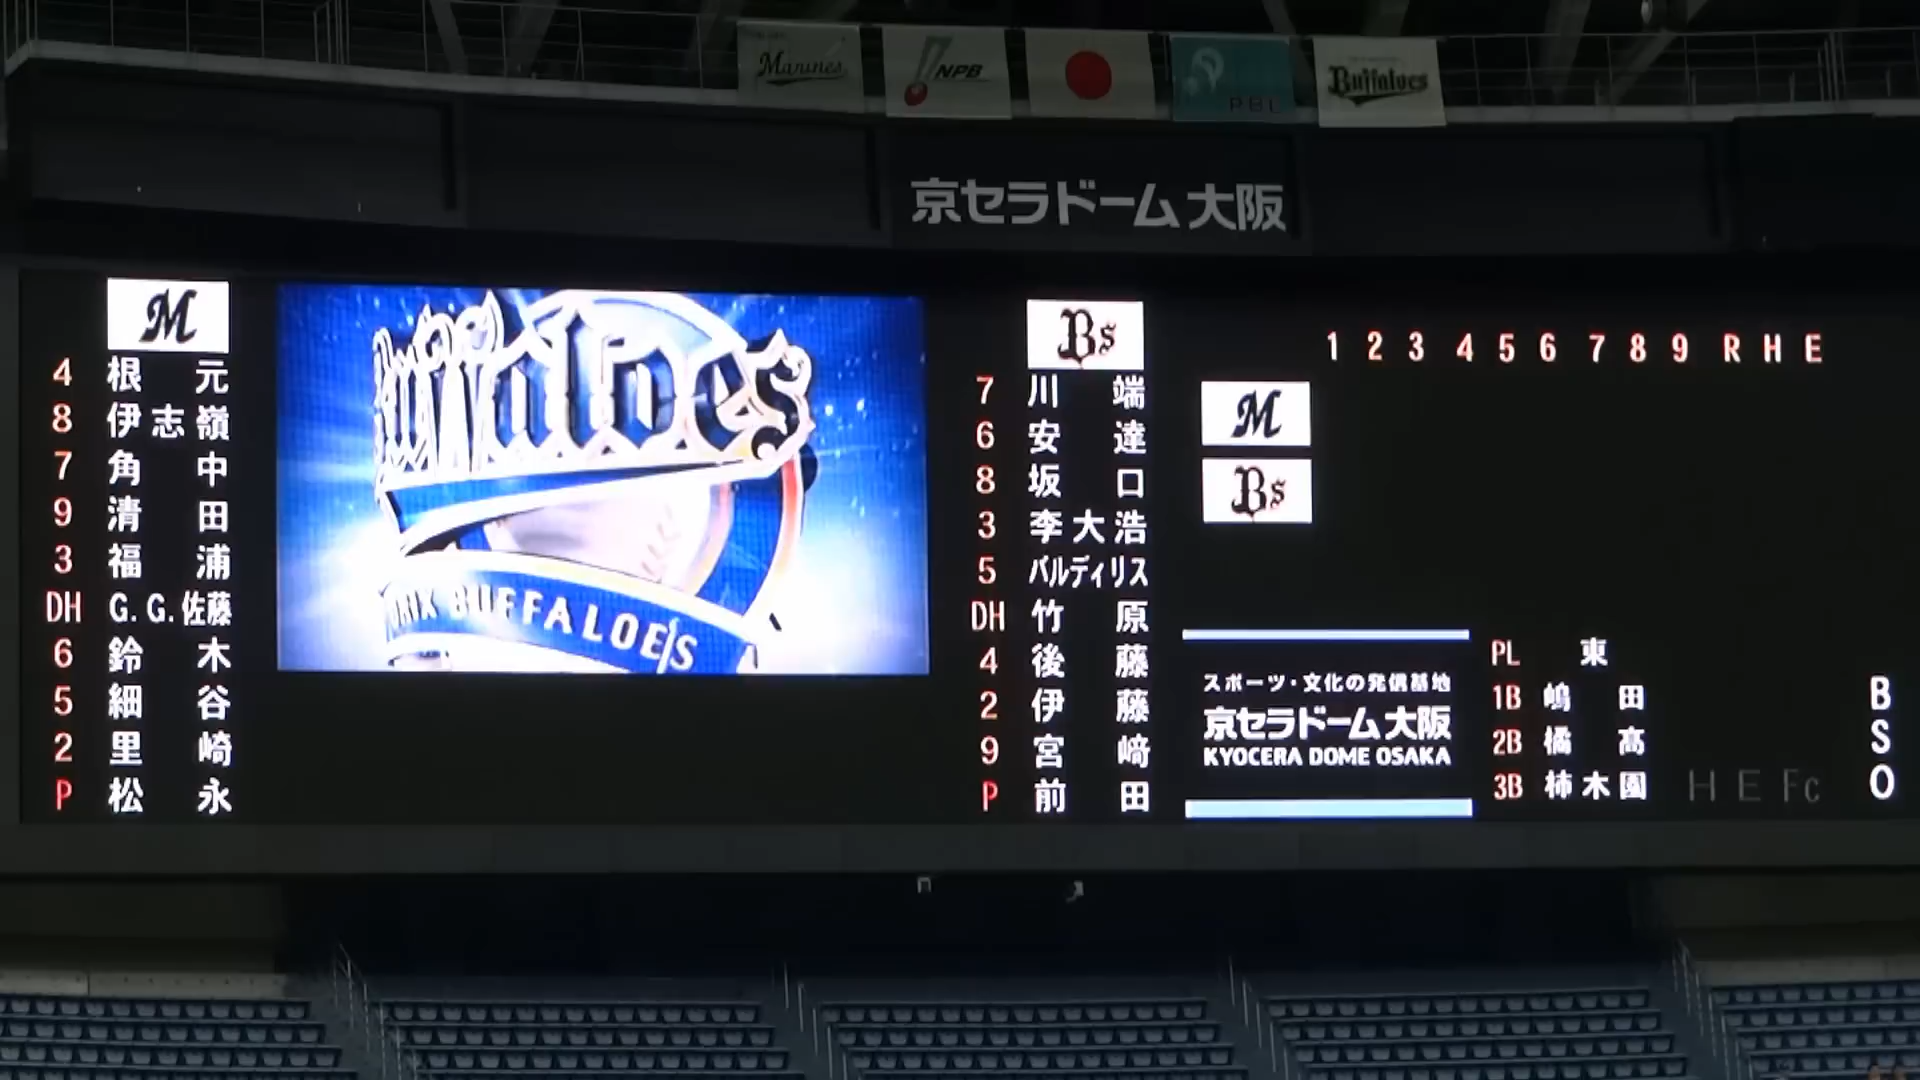 Marines
NPB
PBL
Buffaloes
京セラドーム大阪
M
4 根元
8 伊志嶺
7 角中
9 清田
3 福浦
DH G.G.佐藤
6 鈴木
5 細谷
2 里崎
P 松永
Buffaloes
ORIX BUFFALOES
Bs
7 川端
6 安達
8 坂口
3 李大浩
5 バルディリス
DH 竹原
4 後藤
2 伊藤
9 宮﨑
P 前田
1 2 3 4 5 6 7 8 9 R H E
M
Bs
スポーツ・文化の発信基地
京セラドーム大阪
KYOCERA DOME OSAKA
PL 東
1B 嶋田
2B 橘髙
3B 柿木園
H E Fc
B
S
O